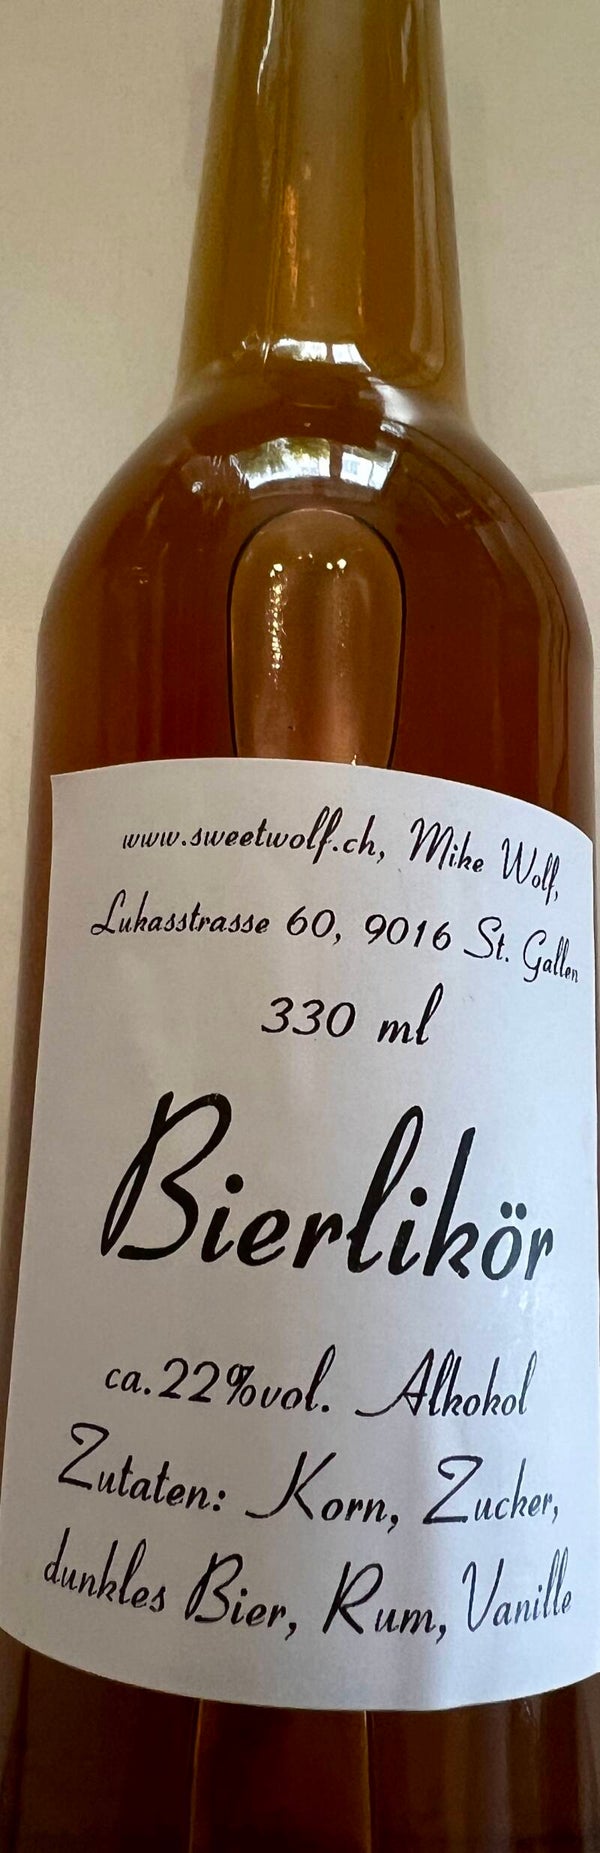 www.sweetwolf.ch, Mike Wolf,
Lukasstrasse 60, 9016 St. Gallen
330 ml
Bierlikör
ca.22%vol. Alkohol
Zutaten: Korn, Zucker,
dunkles Bier, Rum, Vanille